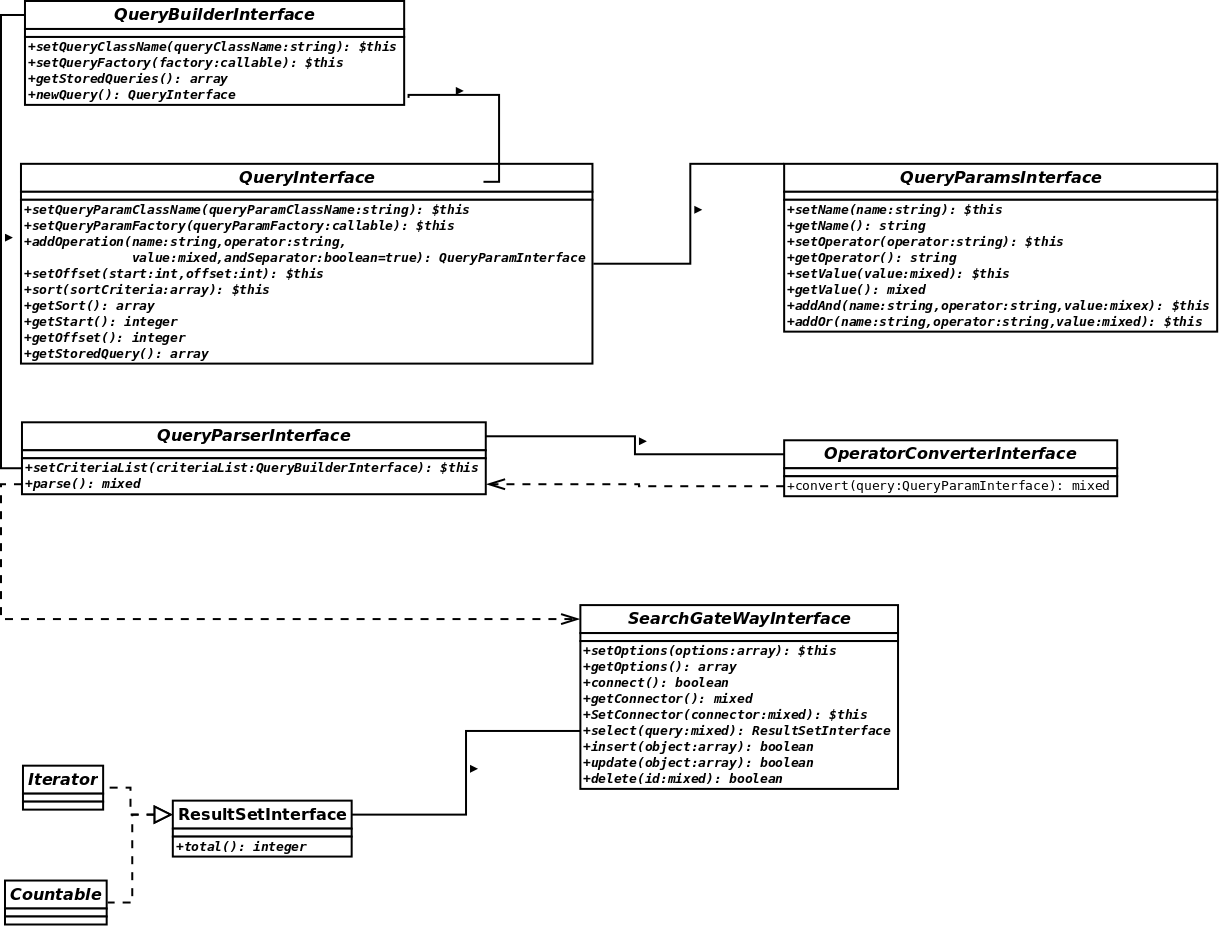 QueryBuilderInterface
+setQueryClassName(queryClassName:string): $this
+setQueryFactory(factory:callable): $this
+getStoredQueries(): array
+newQuery(): QueryInterface
QueryInterface
+setQueryParamClassName(queryParamClassName:string): $this
+setQueryParamFactory(queryParamFactory:callable): $this
+addOperation(name:string,operator:string,
value:mixed,andSeparator:boolean=true): QueryParamInterface
+setOffset(start:int,offset:int): $this
+sort(sortCriteria:array): $this
+getSort(): array
+getStart(): integer
+getOffset(): integer
+getStoredQuery(): array
QueryParamsInterface
+setName(name:string): $this
+getName(): string
+setOperator(operator:string): $this
+getOperator(): string
+setValue(value:mixed): $this
+getValue(): mixed
+addAnd(name:string,operator:string,value:mixex): $this
+addOr(name:string,operator:string,value:mixed): $this
QueryParserInterface
+setCriteriaList(criteriaList:QueryBuilderInterface): $this
+parse(): mixed
OperatorConverterInterface
+convert(query:QueryParamInterface): mixed
SearchGateWayInterface
+setOptions(options:array): $this
+getOptions(): array
+connect(): boolean
+getConnector(): mixed
+SetConnector(connector:mixed): $this
+select(query:mixed): ResultSetInterface
+insert(object:array): boolean
+update(object:array): boolean
+delete(id:mixed): boolean
Iterator
ResultSetInterface
+total(): integer
Countable